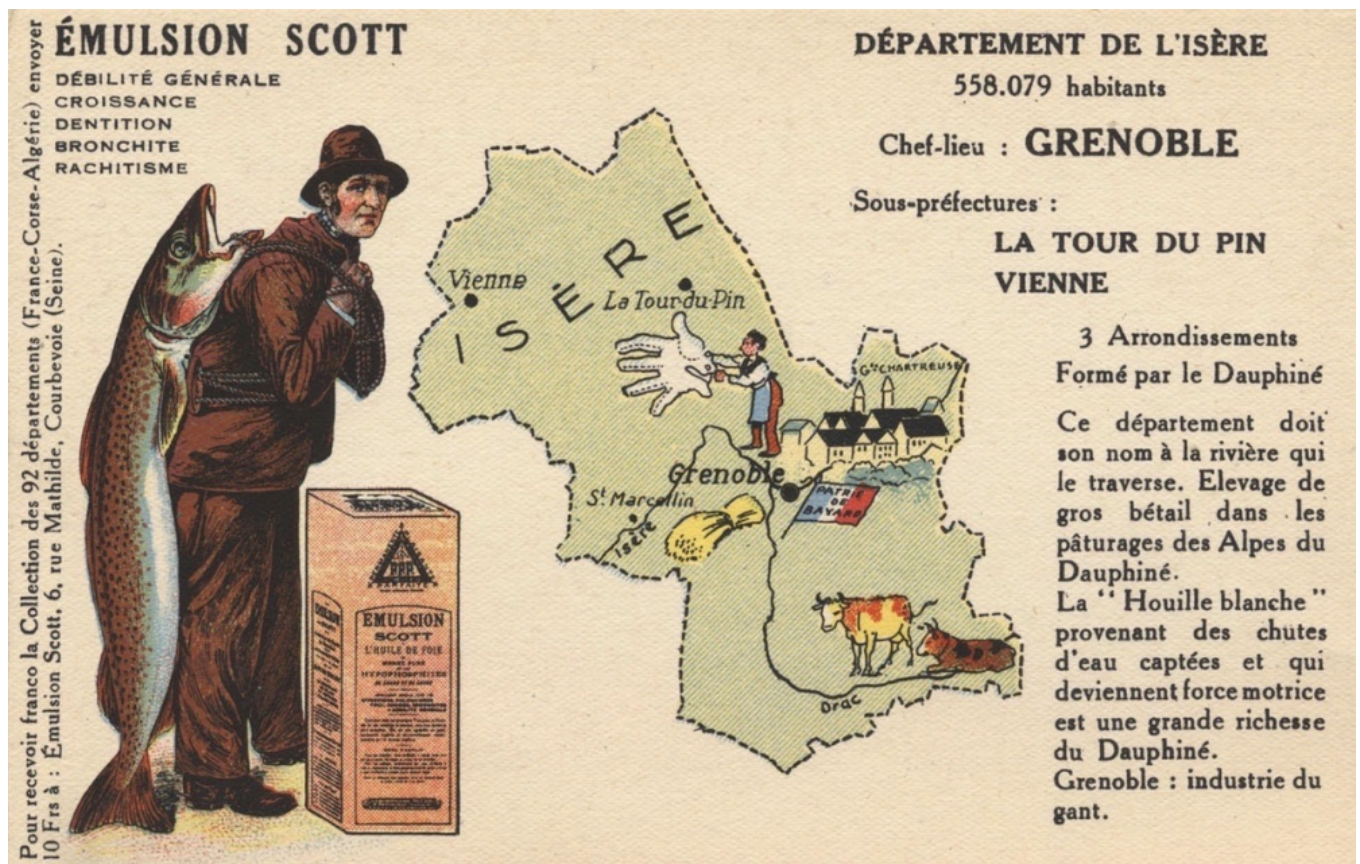 Pour recevoir franco la Collection des 92 départements (France-Corse-Algérie) envoyer
10 Frs à : Émulsion Scott, 6, rue Mathilde, Courbevoie (Seine).
ÉMULSION SCOTT
DÉBILITÉ GÉNÉRALE
CROISSANCE
DENTITION
BRONCHITE
RACHITISME
PPP
PARFAITE
EMULSION
SCOTT
L'HUILE DE FOIE
HYPOPHOSPHITES
ISÈRE
Vienne
La Tour-du-Pin
Gde CHARTREUSE
Grenoble
PATRIE
DE
BAYARD
St Marcellin
Isère
Drac
DÉPARTEMENT DE L'ISÈRE
558.079 habitants
Chef-lieu : GRENOBLE
Sous-préfectures :
LA TOUR DU PIN
VIENNE
3 Arrondissements
Formé par le Dauphiné
Ce département doit
son nom à la rivière qui
le traverse. Elevage de
gros bétail dans les
pâturages des Alpes du
Dauphiné.
La “ Houille blanche ”
provenant des chutes
d'eau captées et qui
deviennent force motrice
est une grande richesse
du Dauphiné.
Grenoble : industrie du
gant.